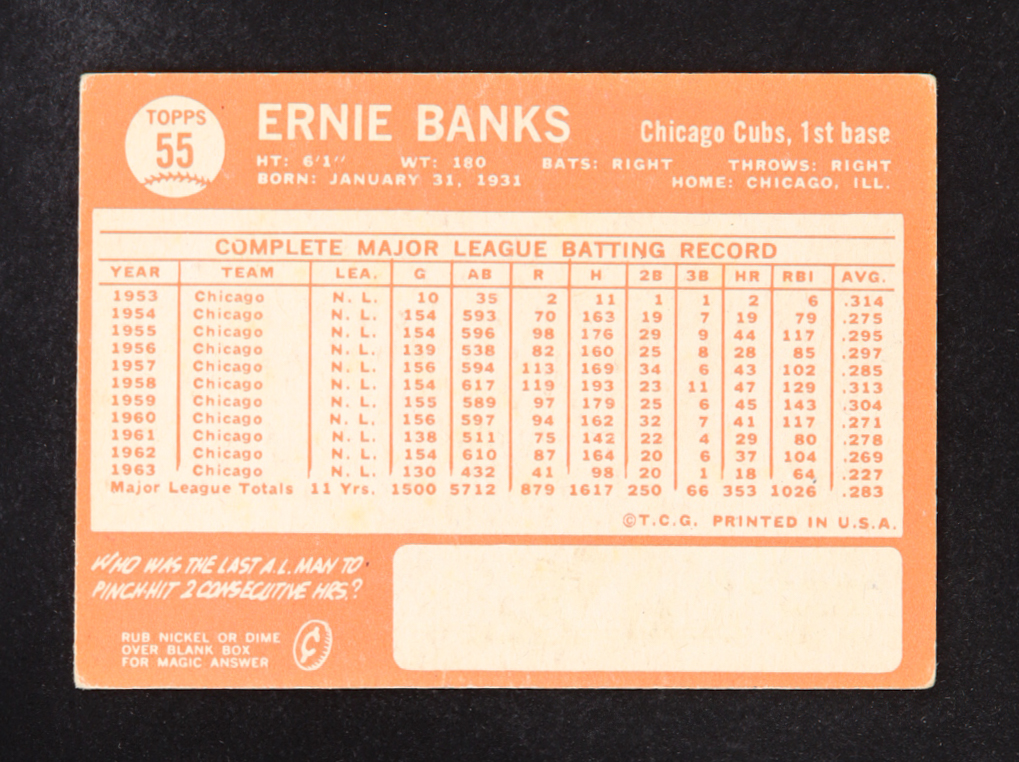 TOPPS
55
ERNIE BANKS
Chicago Cubs, 1st base
HT: 6'1" WT: 180 BATS: RIGHT THROWS: RIGHT
BORN: JANUARY 31, 1931 HOME: CHICAGO, ILL.
COMPLETE MAJOR LEAGUE BATTING RECORD
YEAR TEAM LEA. G AB R H 2B 3B HR RBI AVG.
1953 Chicago N. L. 10 35 2 11 1 1 2 6 .314
1954 Chicago N. L. 154 593 70 163 19 7 19 79 .275
1955 Chicago N. L. 154 596 98 176 29 9 44 117 .295
1956 Chicago N. L. 139 538 82 160 25 8 28 85 .297
1957 Chicago N. L. 156 594 113 169 34 6 43 102 .285
1958 Chicago N. L. 154 617 119 193 23 11 47 129 .313
1959 Chicago N. L. 155 589 97 179 25 6 45 143 .304
1960 Chicago N. L. 156 597 94 162 32 7 41 117 .271
1961 Chicago N. L. 138 511 75 142 22 4 29 80 .278
1962 Chicago N. L. 154 610 87 164 20 6 37 104 .269
1963 Chicago N. L. 130 432 41 98 20 1 18 64 .227
Major League Totals 11 Yrs. 1500 5712 879 1617 250 66 353 1026 .283
©T.C.G. PRINTED IN U.S.A.
WHO WAS THE LAST A.L. MAN TO
PINCH-HIT 2 CONSECUTIVE HRS.?
RUB NICKEL OR DIME
OVER BLANK BOX
FOR MAGIC ANSWER
¢